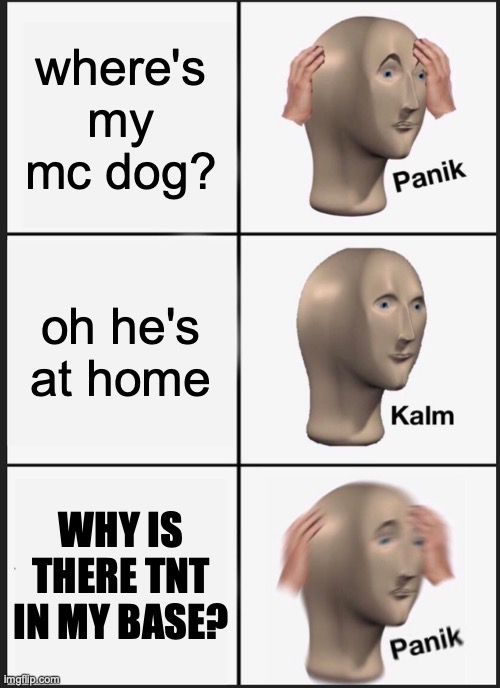 where's
my
mc dog?
Panik
oh he's
at home
Kalm
WHY IS
THERE TNT
IN MY BASE?
Panik
imgflip.com